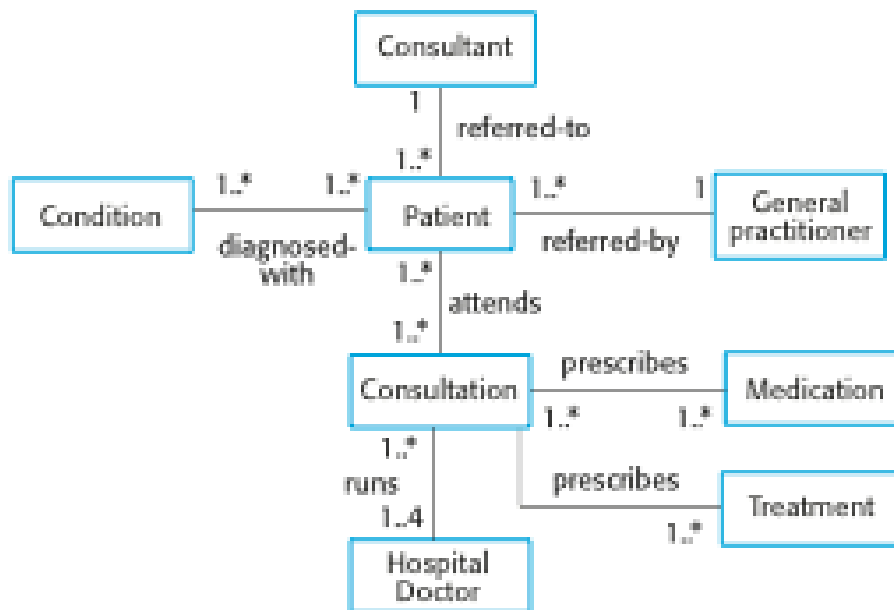 Consultant
1
referred-to
1..*
1..*
1..*
1..*
1
Condition
Patient
General
practitioner
diagnosed-
with
referred-by
1..*
attends
1..*
Consultation
prescribes
Medication
1..*
1..*
1..*
runs
prescribes
Treatment
1..4
1..*
Hospital
Doctor